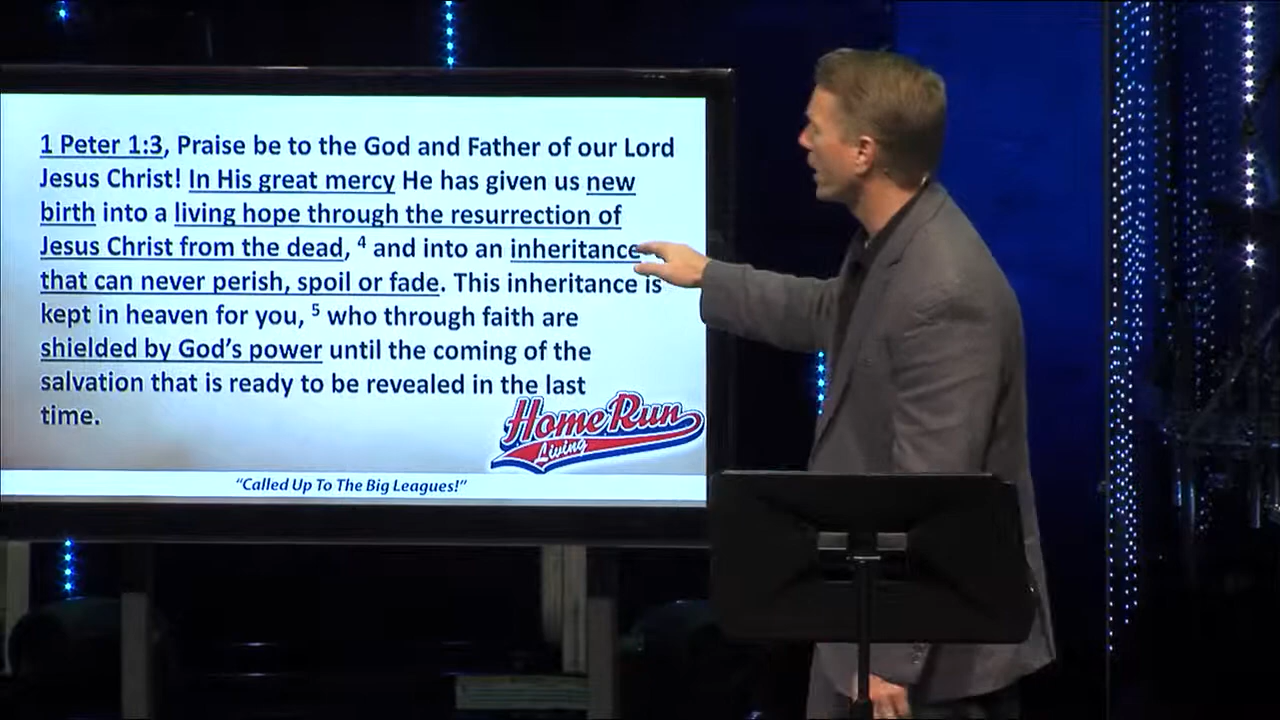 1 Peter 1:3, Praise be to the God and Father of our Lord
Jesus Christ! In His great mercy He has given us new
birth into a living hope through the resurrection of
Jesus Christ from the dead, ⁴ and into an inheritance
that can never perish, spoil or fade. This inheritance is
kept in heaven for you, ⁵ who through faith are
shielded by God’s power until the coming of the
salvation that is ready to be revealed in the last
time.
Home Run
Living
“Called Up To The Big Leagues!”